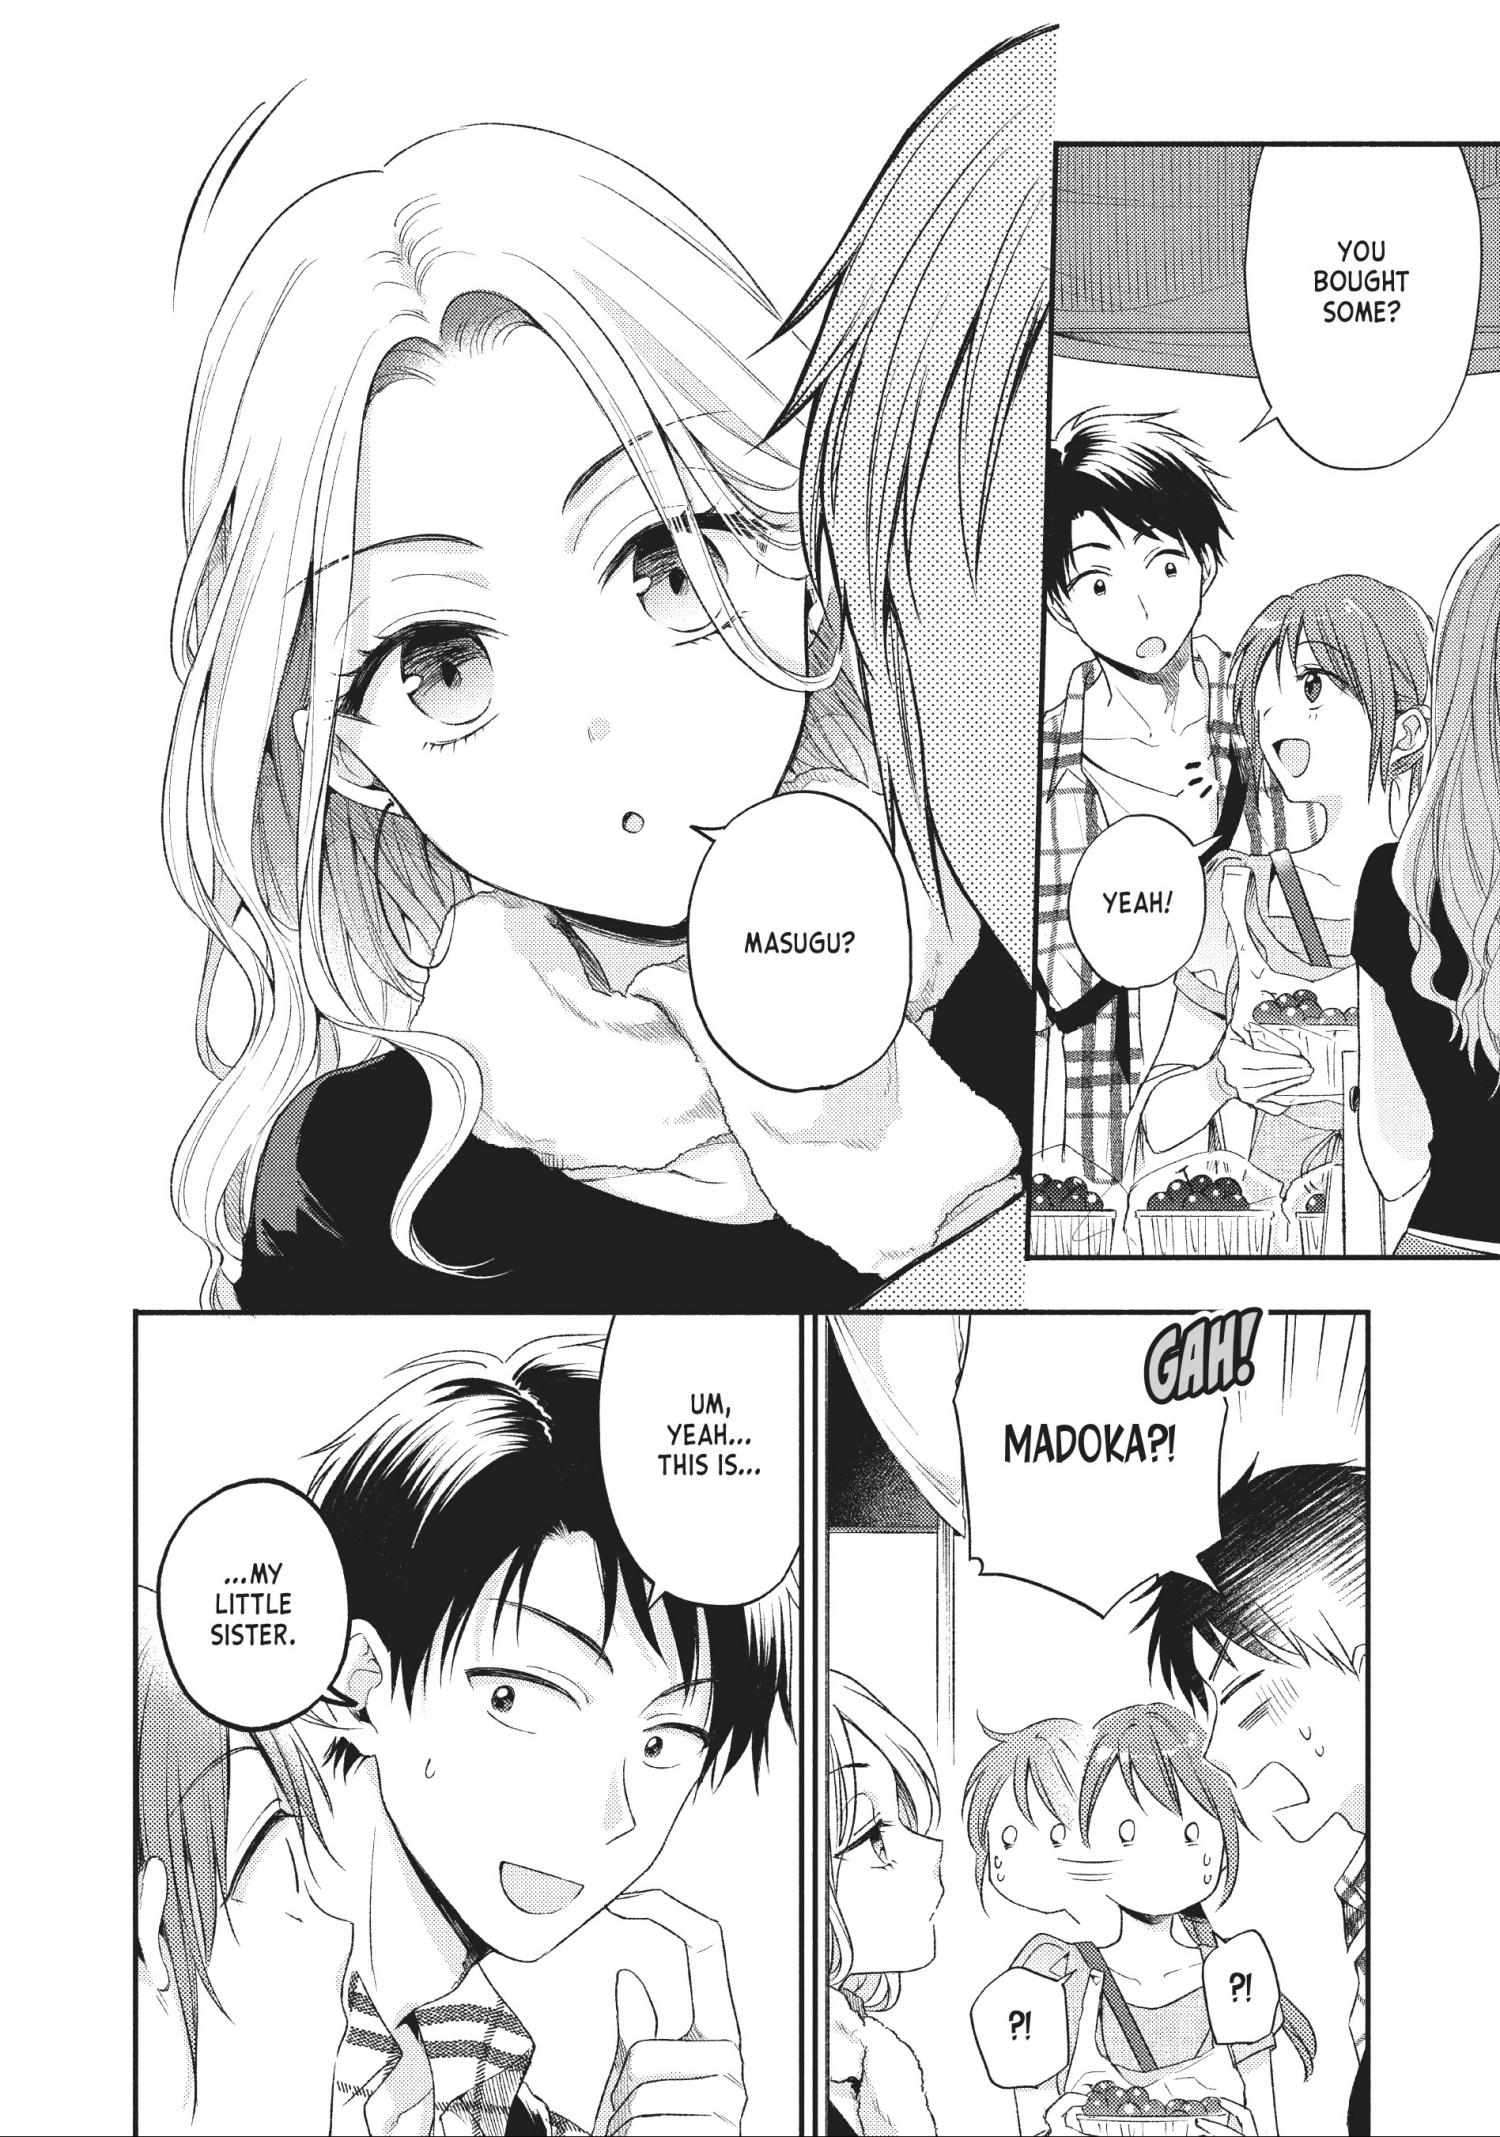 YOU
BOUGHT
SOME?
YEAH!
MASUGU?
GAH!
MADOKA?!
?!
?!
UM,
YEAH...
THIS IS...
...MY
LITTLE
SISTER.